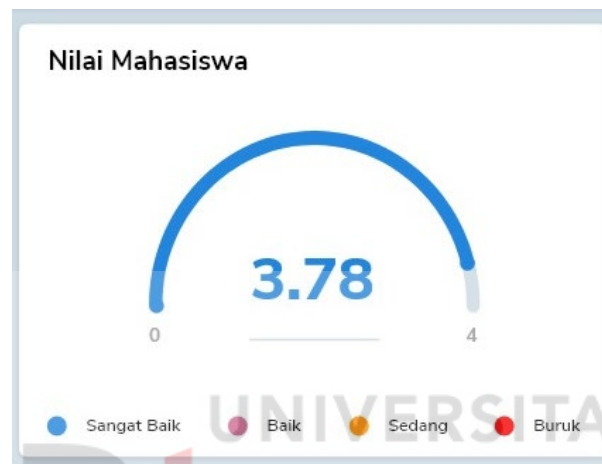 Nilai Mahasiswa
3.78
0 4
Sangat Baik Baik Sedang Buruk
UNIVERSITA